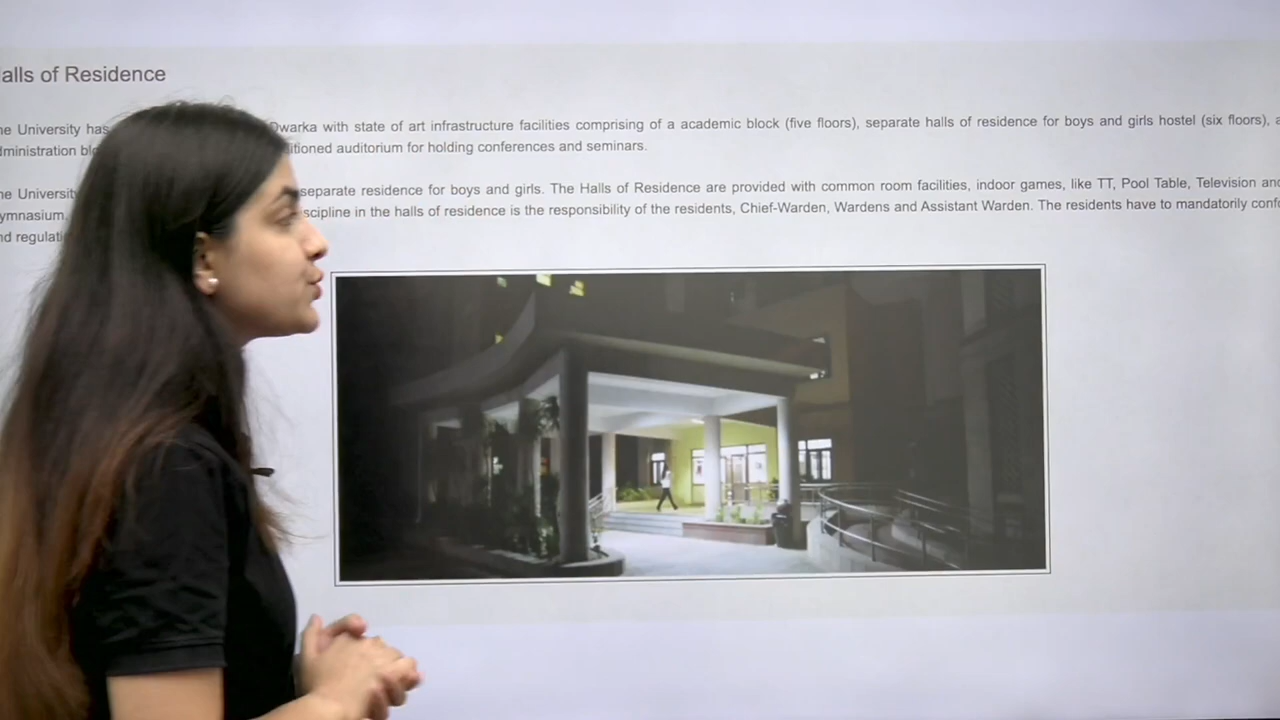 alls of Residence
he University has Dwarka with state of art infrastructure facilities comprising of a academic block (five floors), separate halls of residence for boys and girls hostel (six floors), a
dministration blo itioned auditorium for holding conferences and seminars.
he University separate residence for boys and girls. The Halls of Residence are provided with common room facilities, indoor games, like TT, Pool Table, Television and
ymnasium. scipline in the halls of residence is the responsibility of the residents, Chief-Warden, Wardens and Assistant Warden. The residents have to mandatorily confo
nd regulati